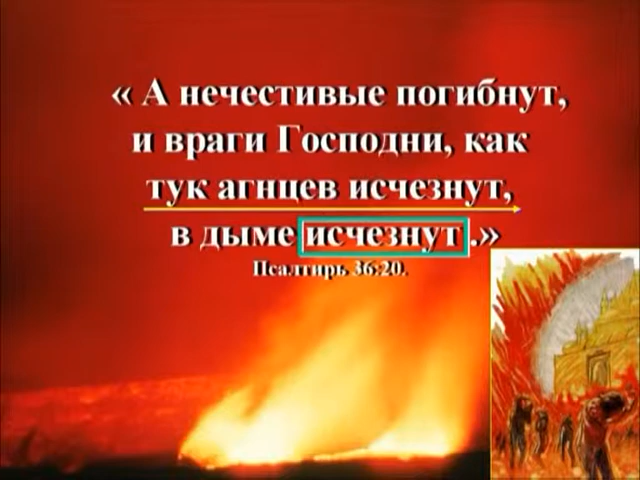 « А нечестивые погибнут,
и враги Господни, как
тук агнцев исчезнут,
в дыме исчезнут .»
Псалтирь 36:20.